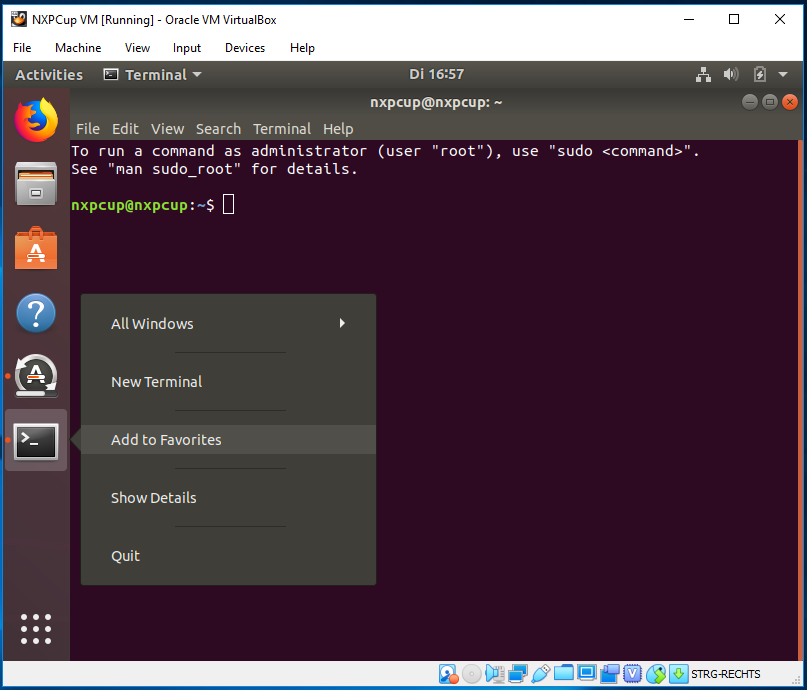 NXPCup VM [Running] - Oracle VM VirtualBox
File Machine View Input Devices Help
Activities Terminal Di 16:57
nxpcup@nxpcup: ~
File Edit View Search Terminal Help
To run a command as administrator (user "root"), use "sudo <command>".
See "man sudo_root" for details.
nxpcup@nxpcup:~$
All Windows
New Terminal
Add to Favorites
Show Details
Quit
STRG-RECHTS